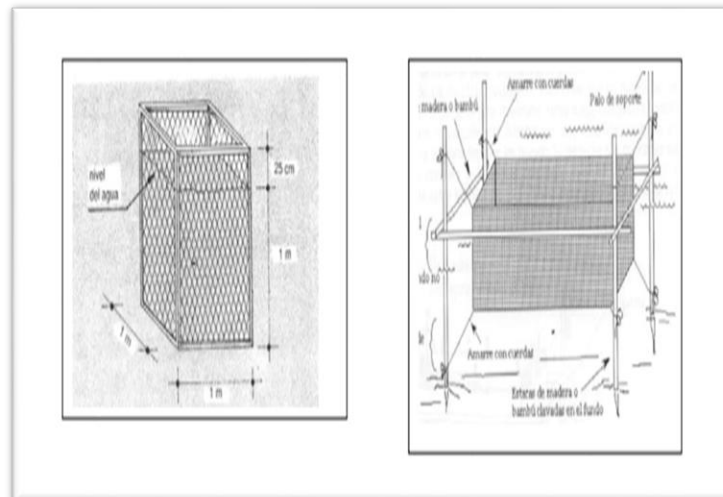 nivel
del agua
25 cm
1 m
1 m
1 m
Amarre con cuerdas
Palo de soporte
madera o bambú
Amarre con cuerdas
Estacas de madera o
bambú clavadas en el fundo